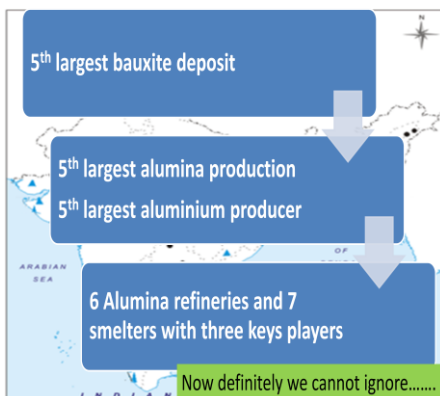 N
5th largest bauxite deposit
5th largest alumina production
5th largest aluminium producer
OF
ARABIAN
SEA
6 Alumina refineries and 7
smelters with three keys players
Now definitely we cannot ignore.......
I N D I A N